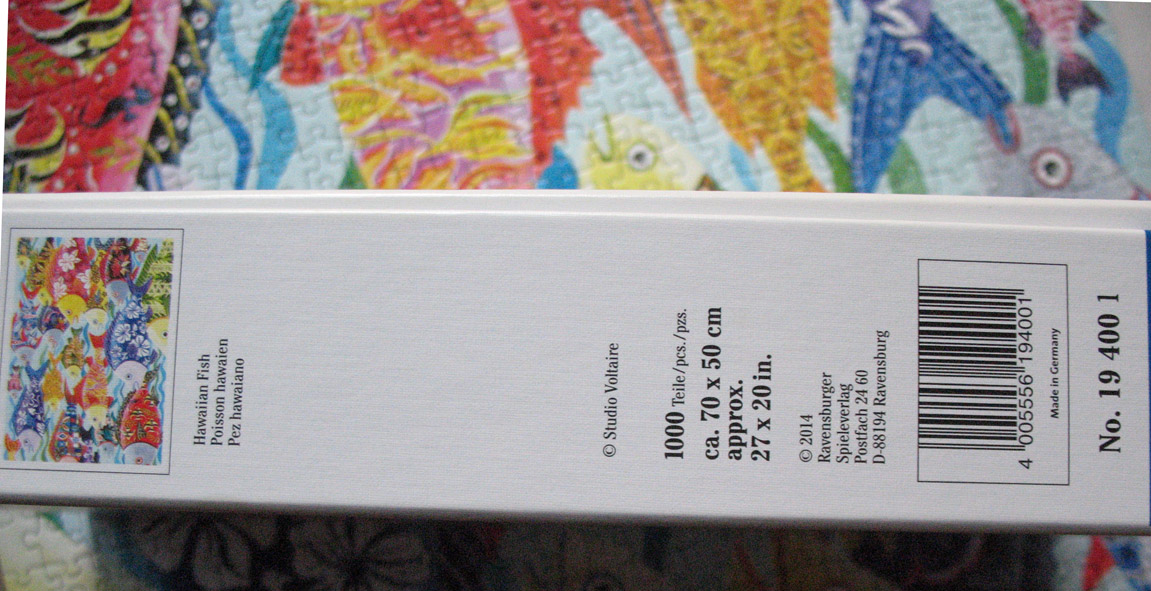 Hawaiian Fish
Poisson hawaien
Pez hawaiano
© Studio Voltaire
1000 Teile/pcs./pzs.
ca. 70 x 50 cm
approx.
27 x 20 in.
© 2014
Ravensburger
Spieleverlag
Postfach 24 60
D-88194 Ravensburg
4 005556 194001
Made in Germany
No. 19 400 1